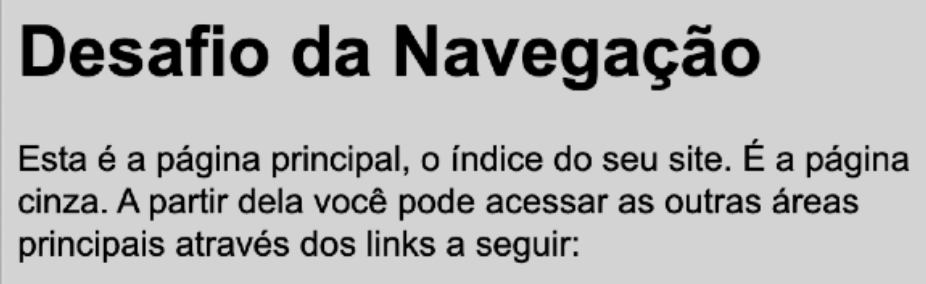 Desafio da Navegação
Esta é a página principal, o índice do seu site. É a página
cinza. A partir dela você pode acessar as outras áreas
principais através dos links a seguir: